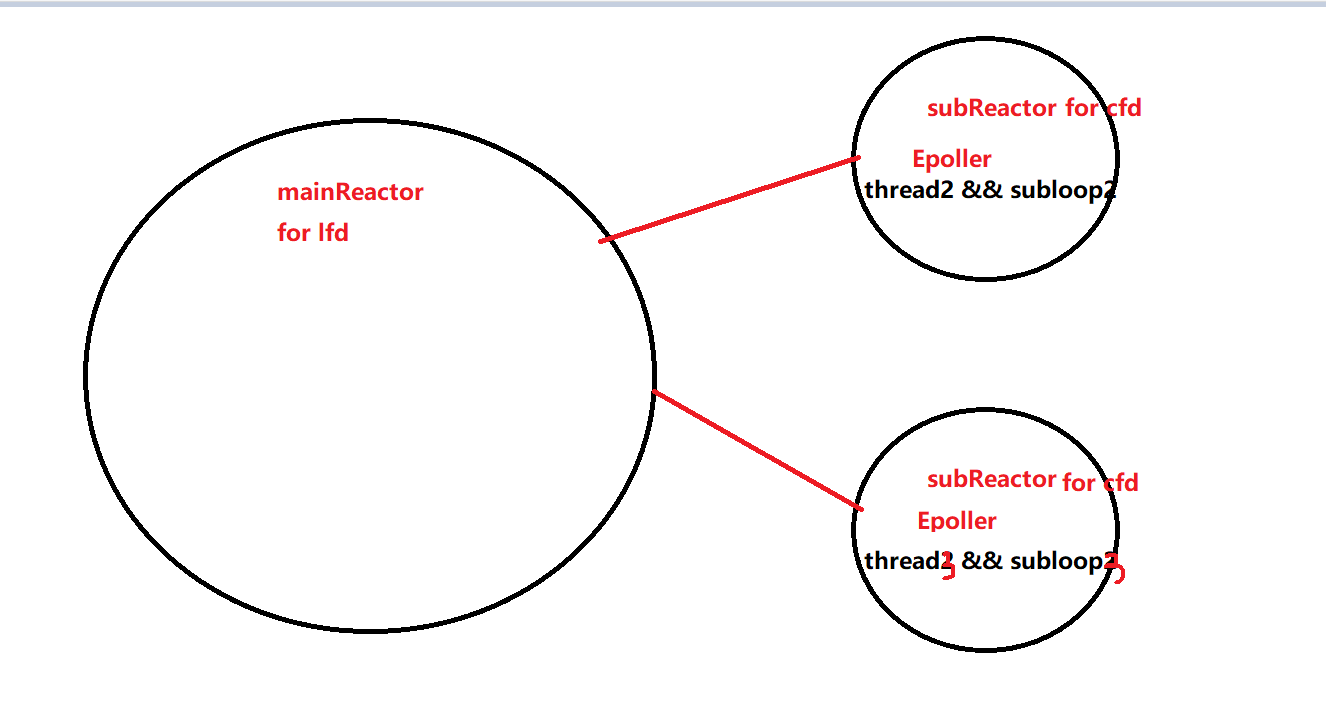 mainReactor
for lfd
subReactor for cfd
Epoller
thread2 && subloop2
subReactor for cfd
Epoller
thread3 && subloop3